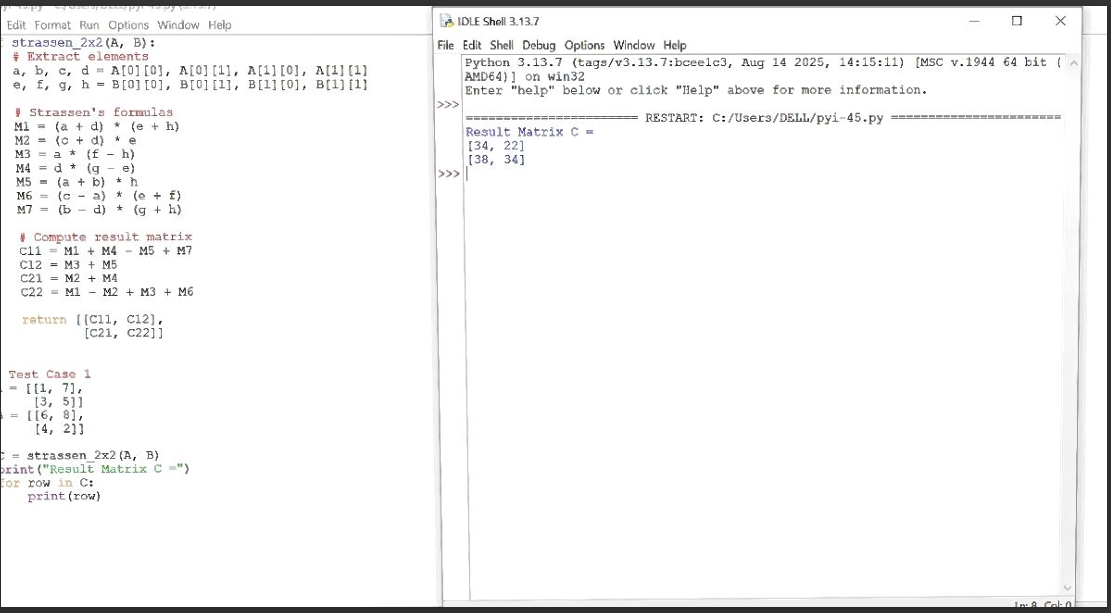 Edit Format Run Options Window Help
strassen_2x2(A, B):
# Extract elements
a, b, c, d = A[0][0], A[0][1], A[1][0], A[1][1]
e, f, g, h = B[0][0], B[0][1], B[1][0], B[1][1]
# Strassen's formulas
M1 = (a + d) * (e + h)
M2 = (c + d) * e
M3 = a * (f - h)
M4 = d * (g - e)
M5 = (a + b) * h
M6 = (c - a) * (e + f)
M7 = (b - d) * (g + h)
# Compute result matrix
C11 = M1 + M4 - M5 + M7
C12 = M3 + M5
C21 = M2 + M4
C22 = M1 - M2 + M3 + M6
return [[C11, C12],
[C21, C22]]
Test Case 1
= [[1, 7],
[3, 5]]
= [[6, 8],
[4, 2]]
C = strassen_2x2(A, B)
print("Result Matrix C =")
for row in C:
print(row)
IDLE Shell 3.13.7
File Edit Shell Debug Options Window Help
Python 3.13.7 (tags/v3.13.7:bcee1c3, Aug 14 2025, 14:15:11) [MSC v.1944 64 bit (
AMD64)] on win32
Enter "help" below or click "Help" above for more information.
>>>
======================== RESTART: C:/Users/DELL/pyi-45.py =======================
Result Matrix C =
[34, 22]
[38, 34]
>>>
Ln: 8 Col: 0